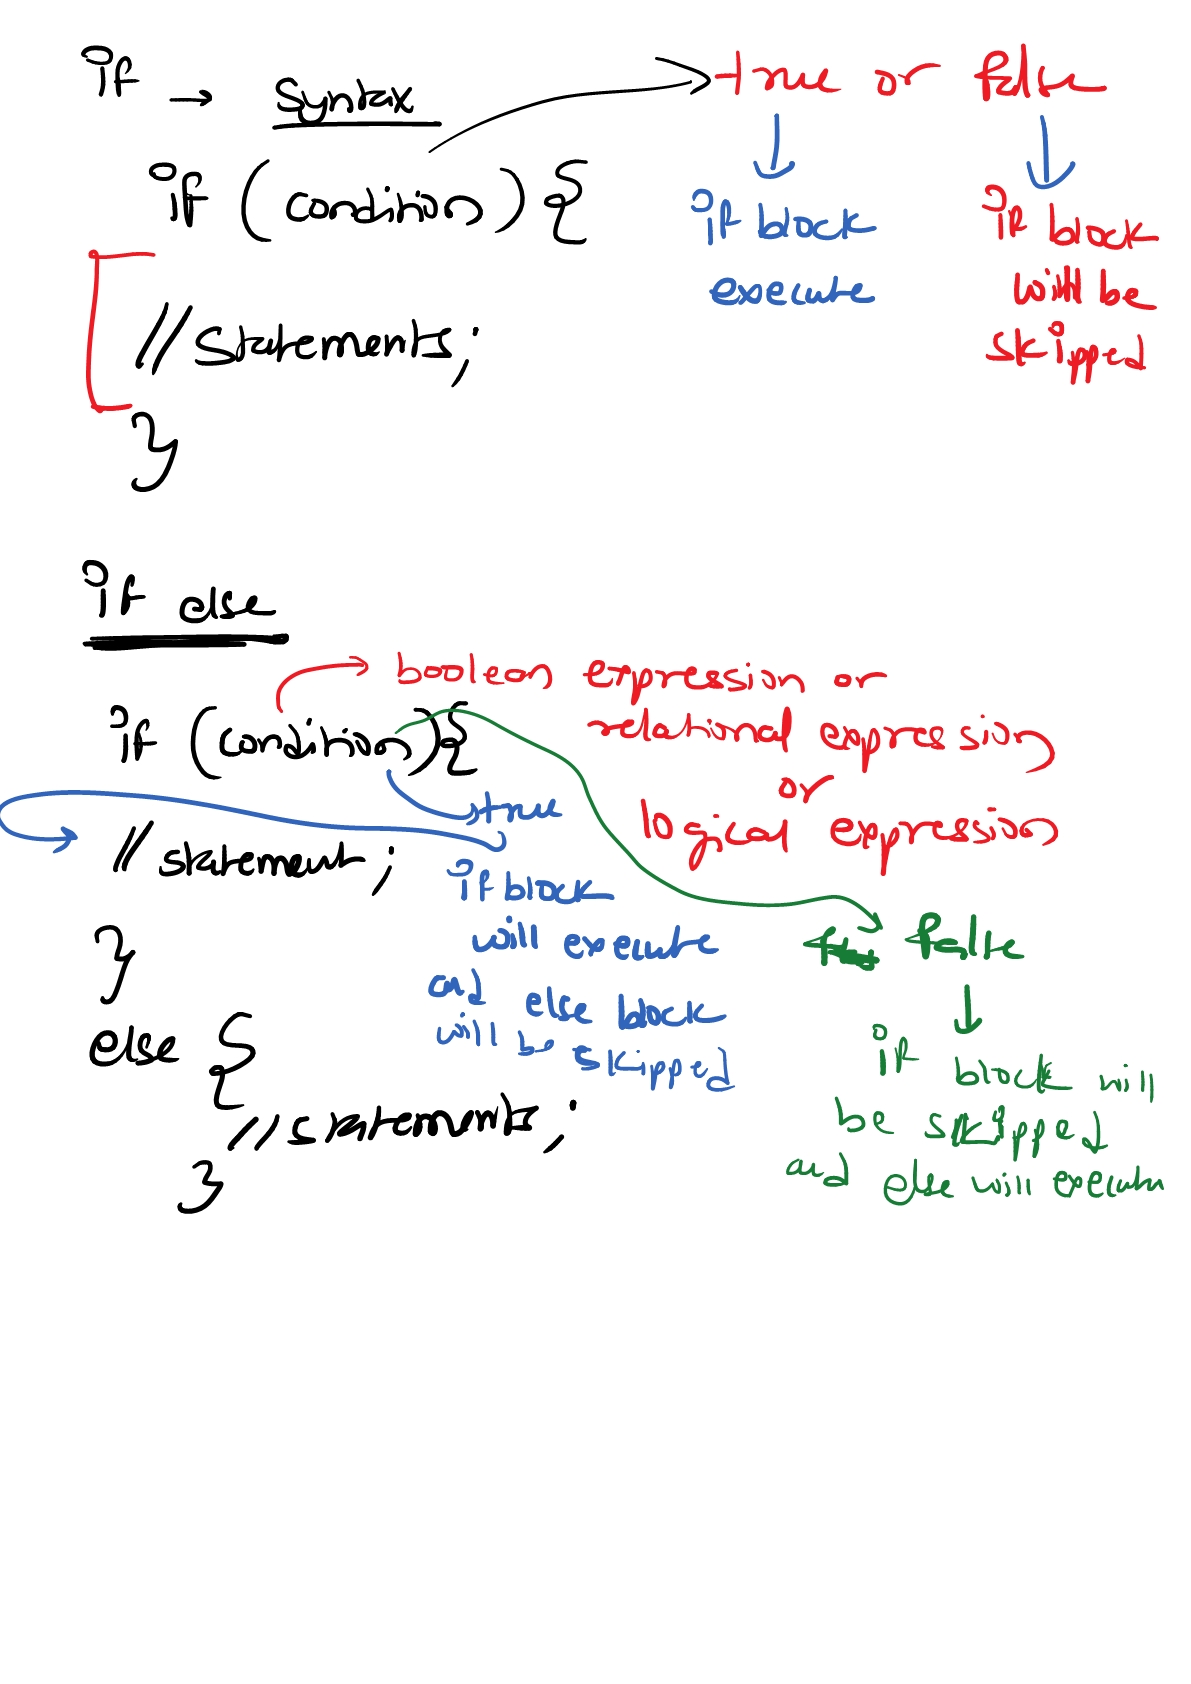 if → Syntax
true or false
if (condition) {
if block
execute
if block
will be
skipped
// Statements;
}
if else
boolean expression or
relational expression
or
logical expression
if (condition) {
true
// statement;
if block
will execute
and else block
will be skipped
false
if block will
be skipped
and else will execute
}
else {
// statements;
}